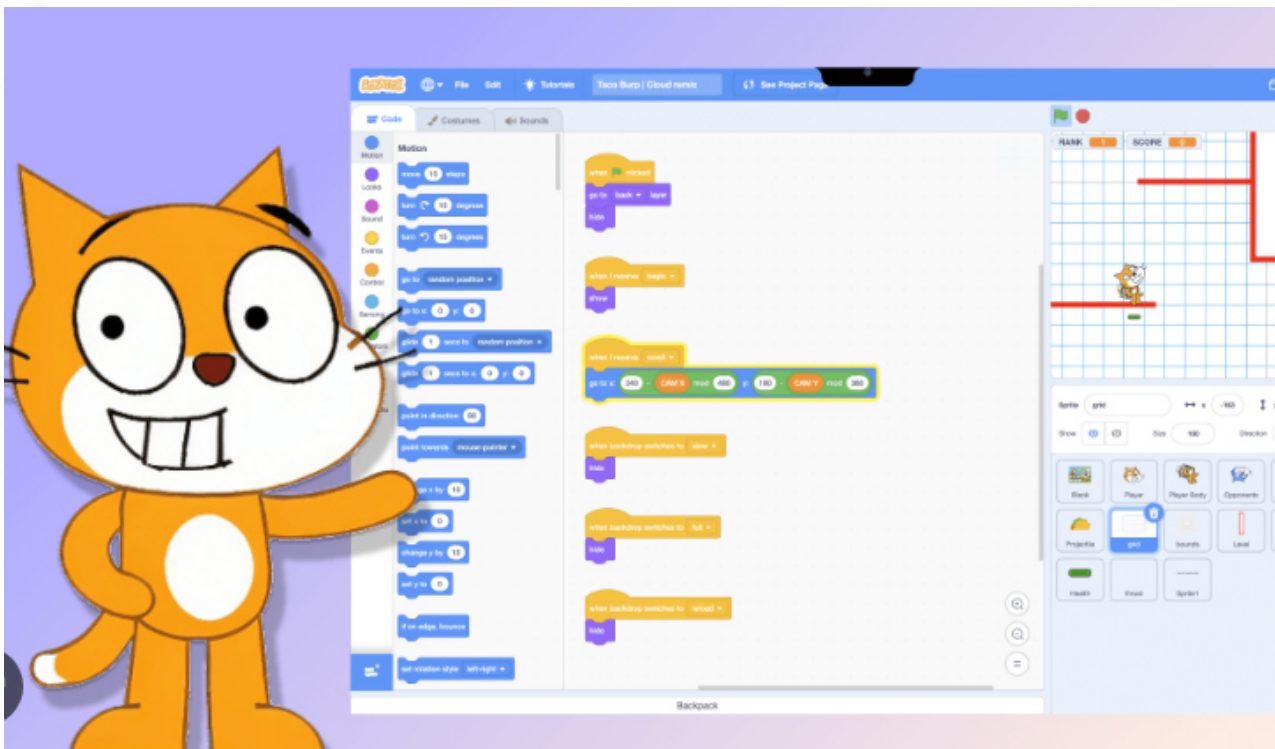 SCRATCH File Edit Tutorials Taco Burp | Cloud remix See Project Page
Code Costumes Sounds
Motion
Motion
move 10 steps
Looks
turn 15 degrees
Sound
turn 15 degrees
Events
go to random position
Control
go to x: 0 y: 0
Sensing
glide 1 secs to random position
glide 1 secs to x: 0 y: 0
point in direction 90
point towards mouse-pointer
x by 10
set x to 0
change y by 10
set y to 0
if on edge, bounce
set rotation style left-right
when clicked
go to back layer
hide
when I receive begin
show
when I receive scroll
go to x: 240 - CAM X mod 480 y: 180 - CAM Y mod 360
when backdrop switches to
hide
when backdrop switches to full
hide
when backdrop switches to reload
hide
Backpack
RANK 1 SCORE 0
Sprite grid x -163
Show Size 100 Direction
Blank Player Player Body Opponents
Projectile grid bounds Level
Health Sprite1